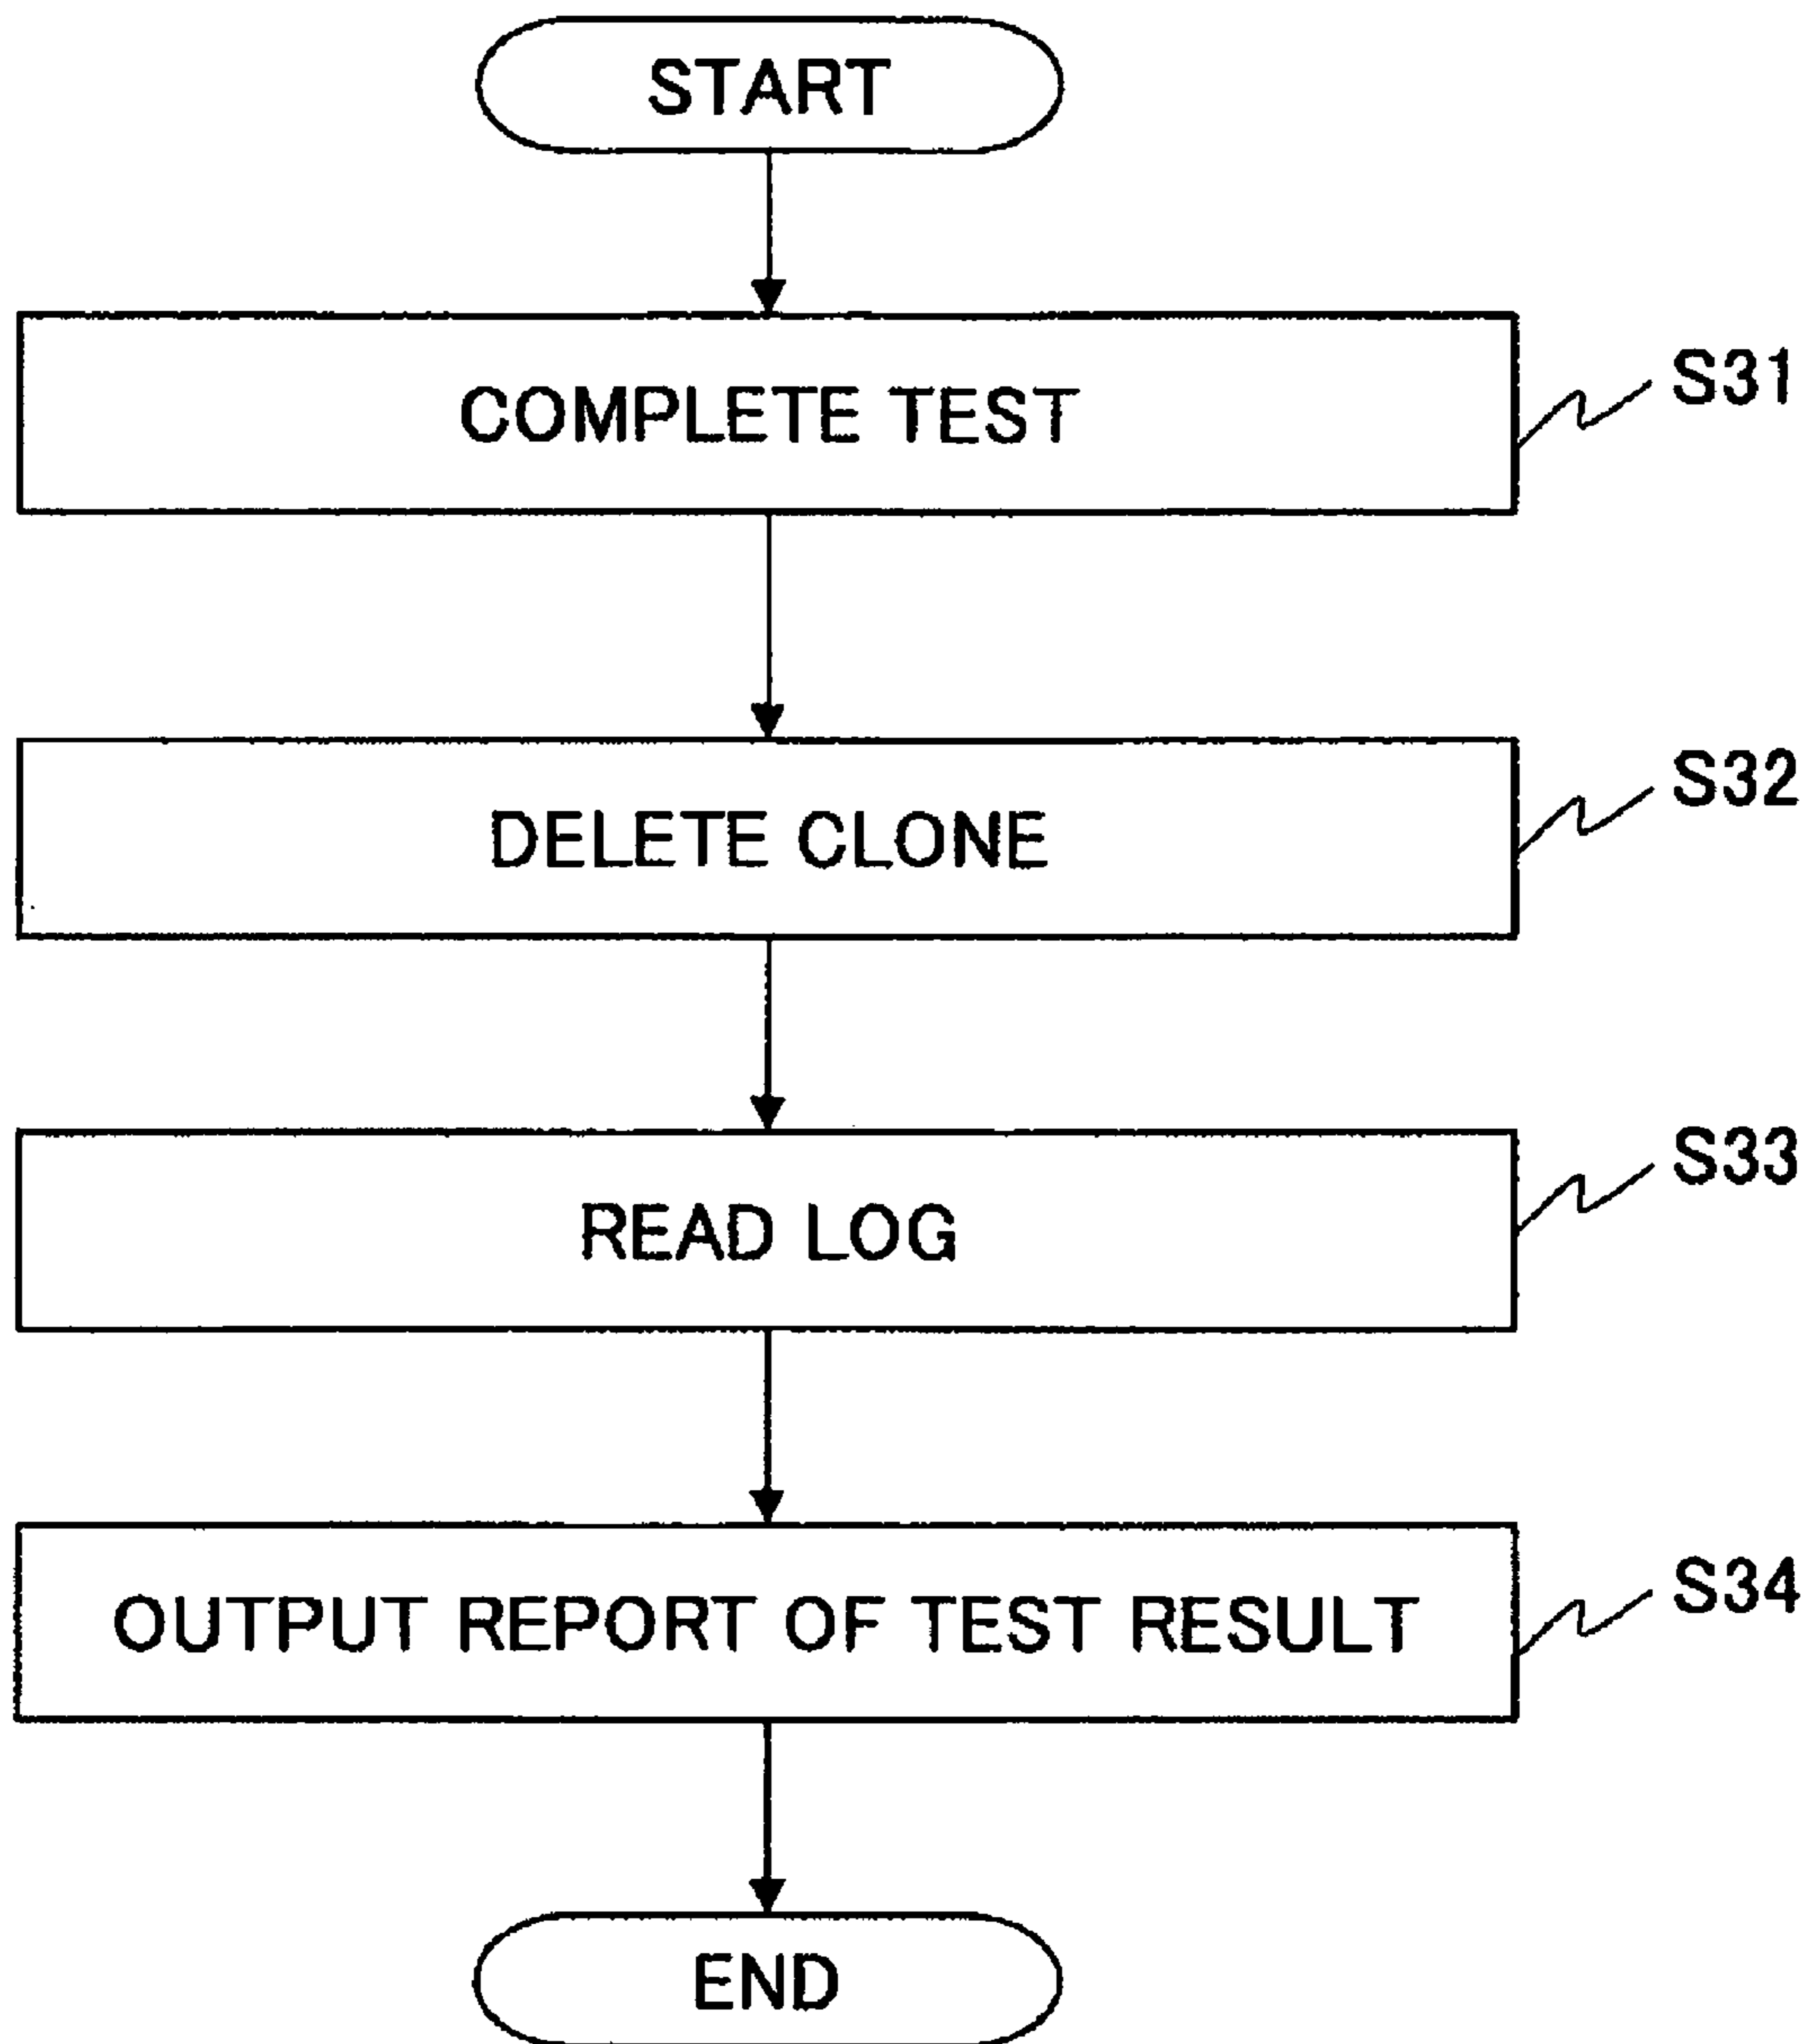 START
COMPLETE TEST
S31
DELETE CLONE
S32
READ LOG
S33
OUTPUT REPORT OF TEST RESULT
S34
END